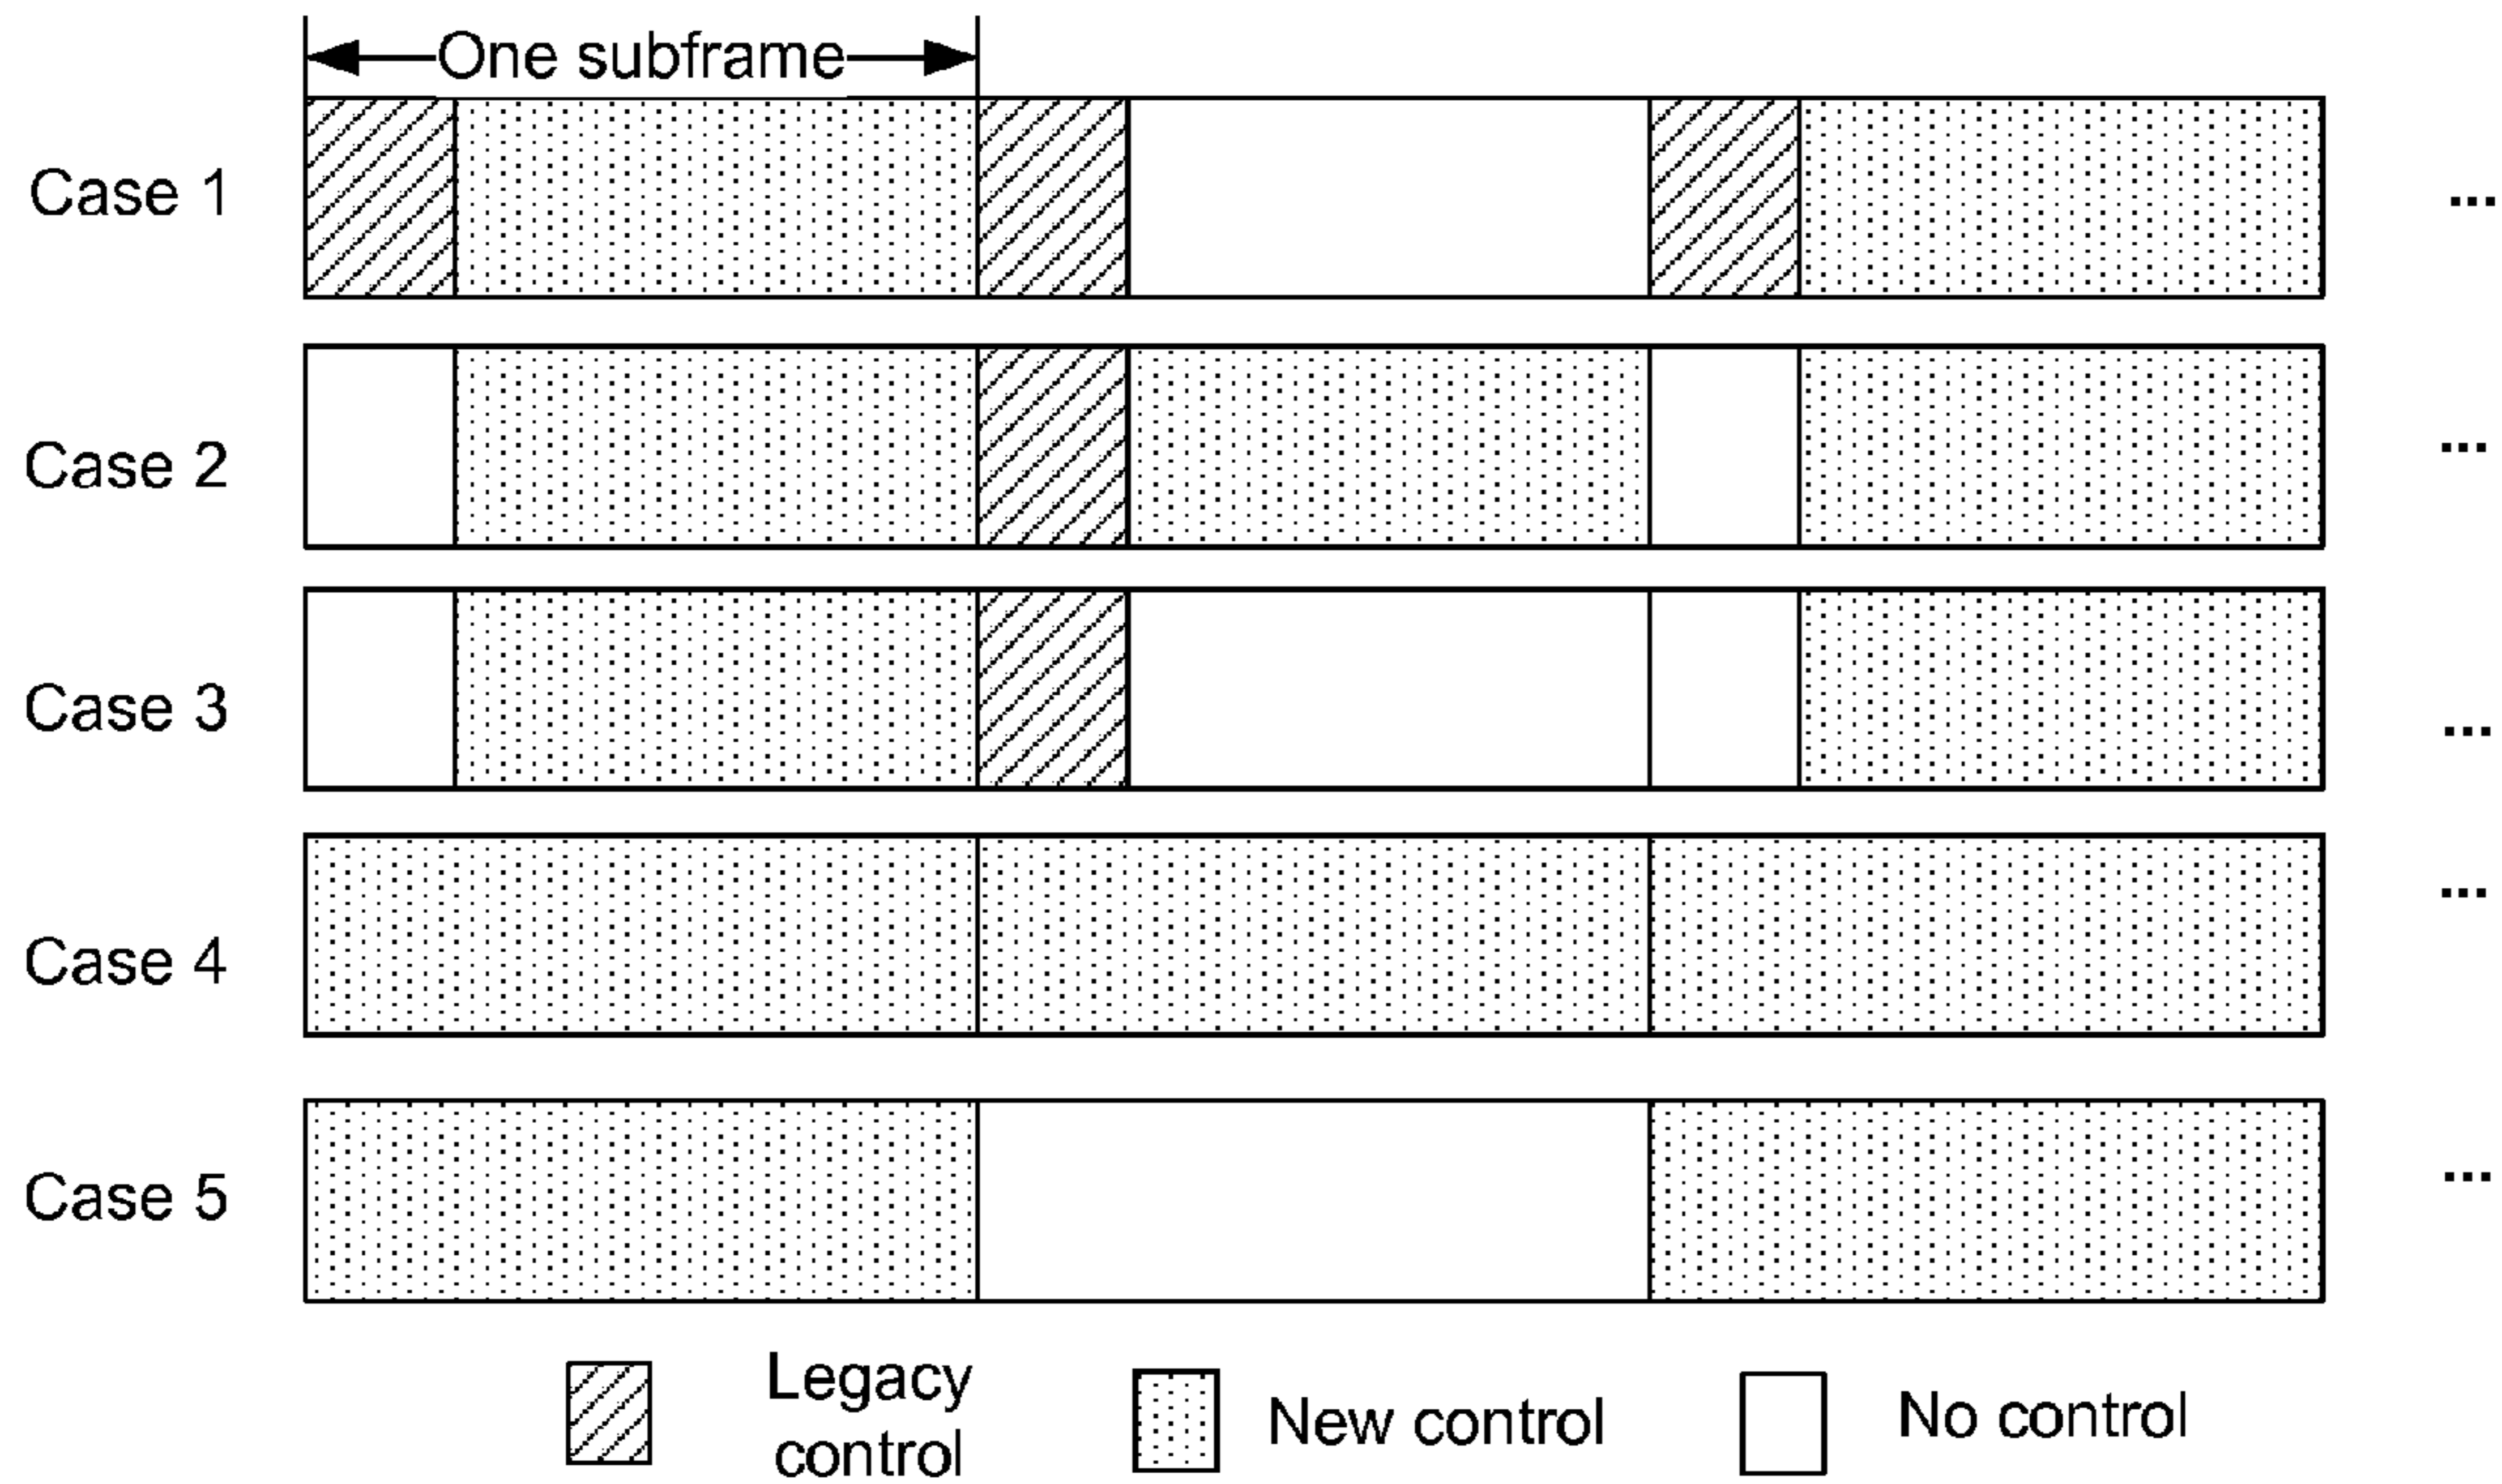 One subframe
Case 1
...
Case 2
...
Case 3
...
Case 4
...
Case 5
...
Legacy
control
New control
No control